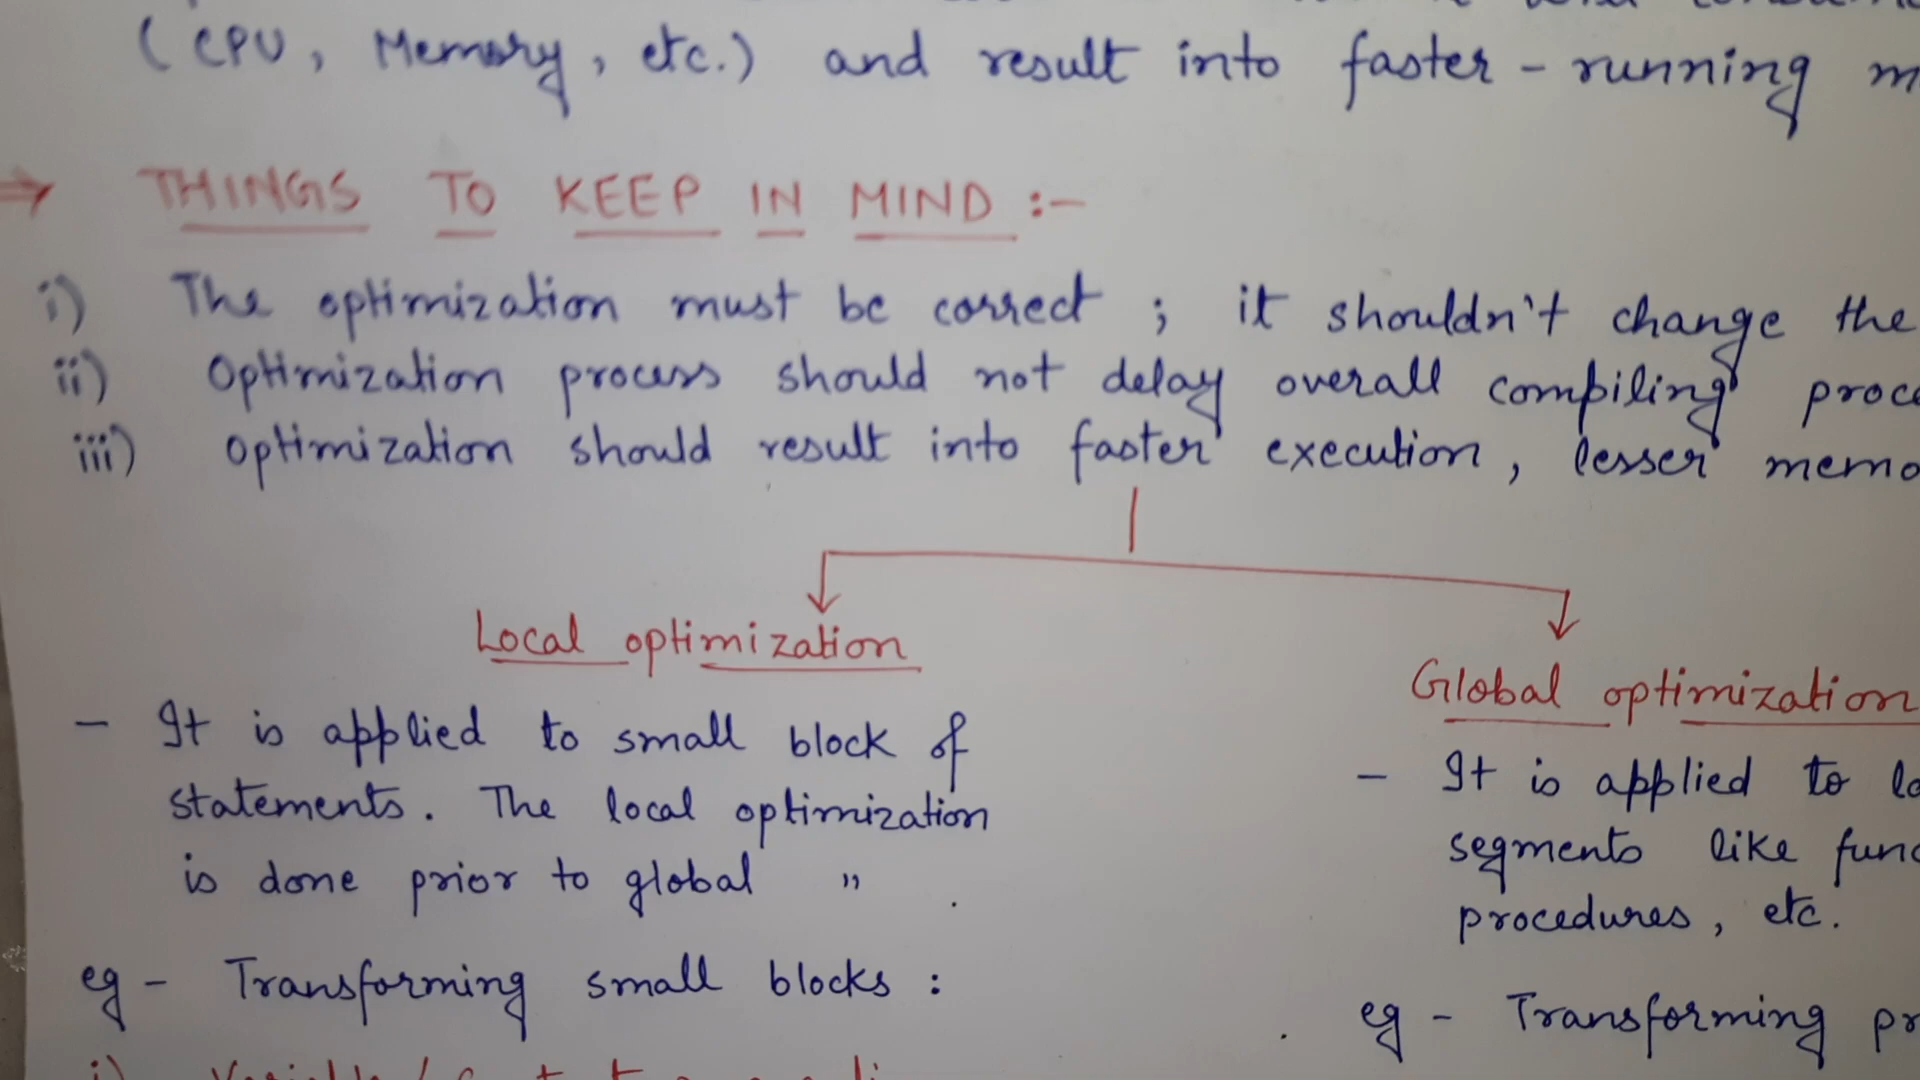 (CPU, Memory, etc.) and result into faster - running
⇒ THINGS TO KEEP IN MIND :-
i) The optimization must be correct ; it shouldn't change the
ii) Optimization process should not delay overall compiling
iii) Optimization should result into faster execution, lesser
Local optimization
- It is applied to small block of
statements. The local optimization
is done prior to global " .
eg - Transforming small blocks :
Global optimization
- It is applied to
segments like
procedures, etc.
eg - Transforming